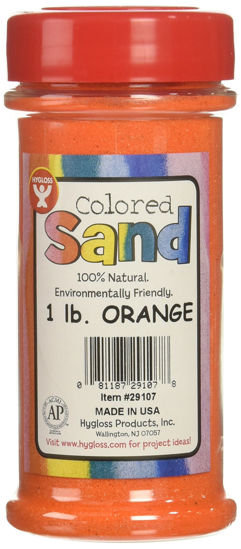 HYGLOSS
Colored
Sand
100% Natural.
Environmentally Friendly.
1 lb. ORANGE
0 81187 29107 8
Item #29107
AP
MADE IN USA
Hygloss Products, Inc.
Wallington, NJ 07057
Visit www.hygloss.com for project ideas!